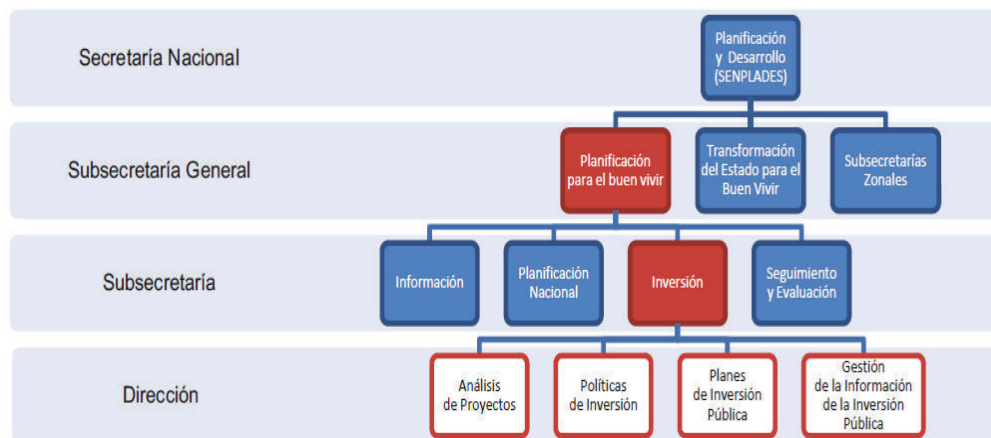 Secretaría Nacional
Planificación
y Desarrollo
(SENPLADES)
Subsecretaría General
Planificación
para el buen vivir
Transformación
del Estado para el
Buen Vivir
Subsecretarías
Zonales
Subsecretaría
Información
Planificación
Nacional
Inversión
Seguimiento
y Evaluación
Dirección
Análisis
de Proyectos
Políticas
de Inversión
Planes
de Inversión
Pública
Gestión
de la Información
de la Inversión
Pública